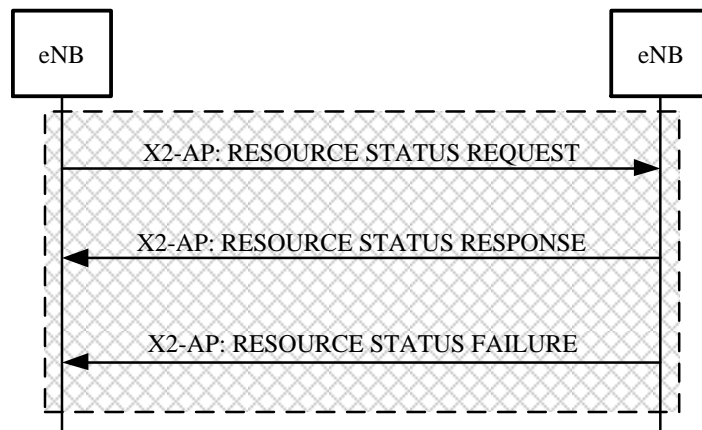 eNB
eNB
X2-AP: RESOURCE STATUS REQUEST
X2-AP: RESOURCE STATUS RESPONSE
X2-AP: RESOURCE STATUS FAILURE